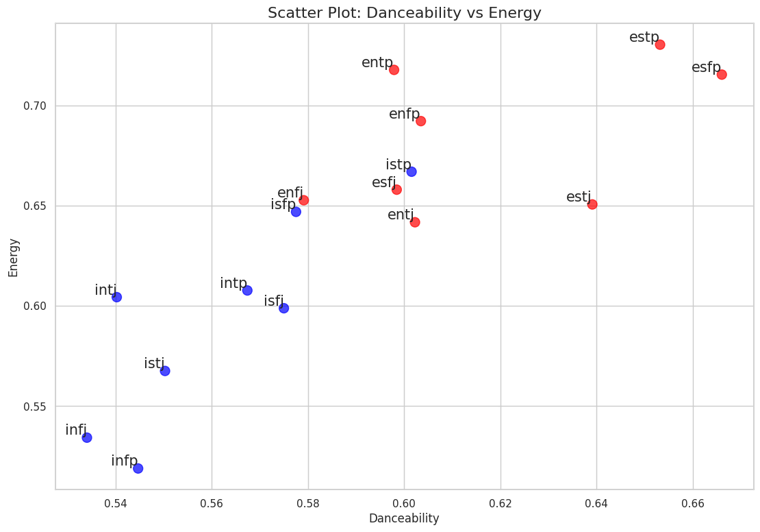 Scatter Plot: Danceability vs Energy
estp
esfp
entp
0.70
enfp
istp
esfj
enfj
estj
0.65
isfp
entj
Energy
intp
intj
isfj
0.60
istj
0.55
infj
infp
0.54 0.56 0.58 0.60 0.62 0.64 0.66
Danceability